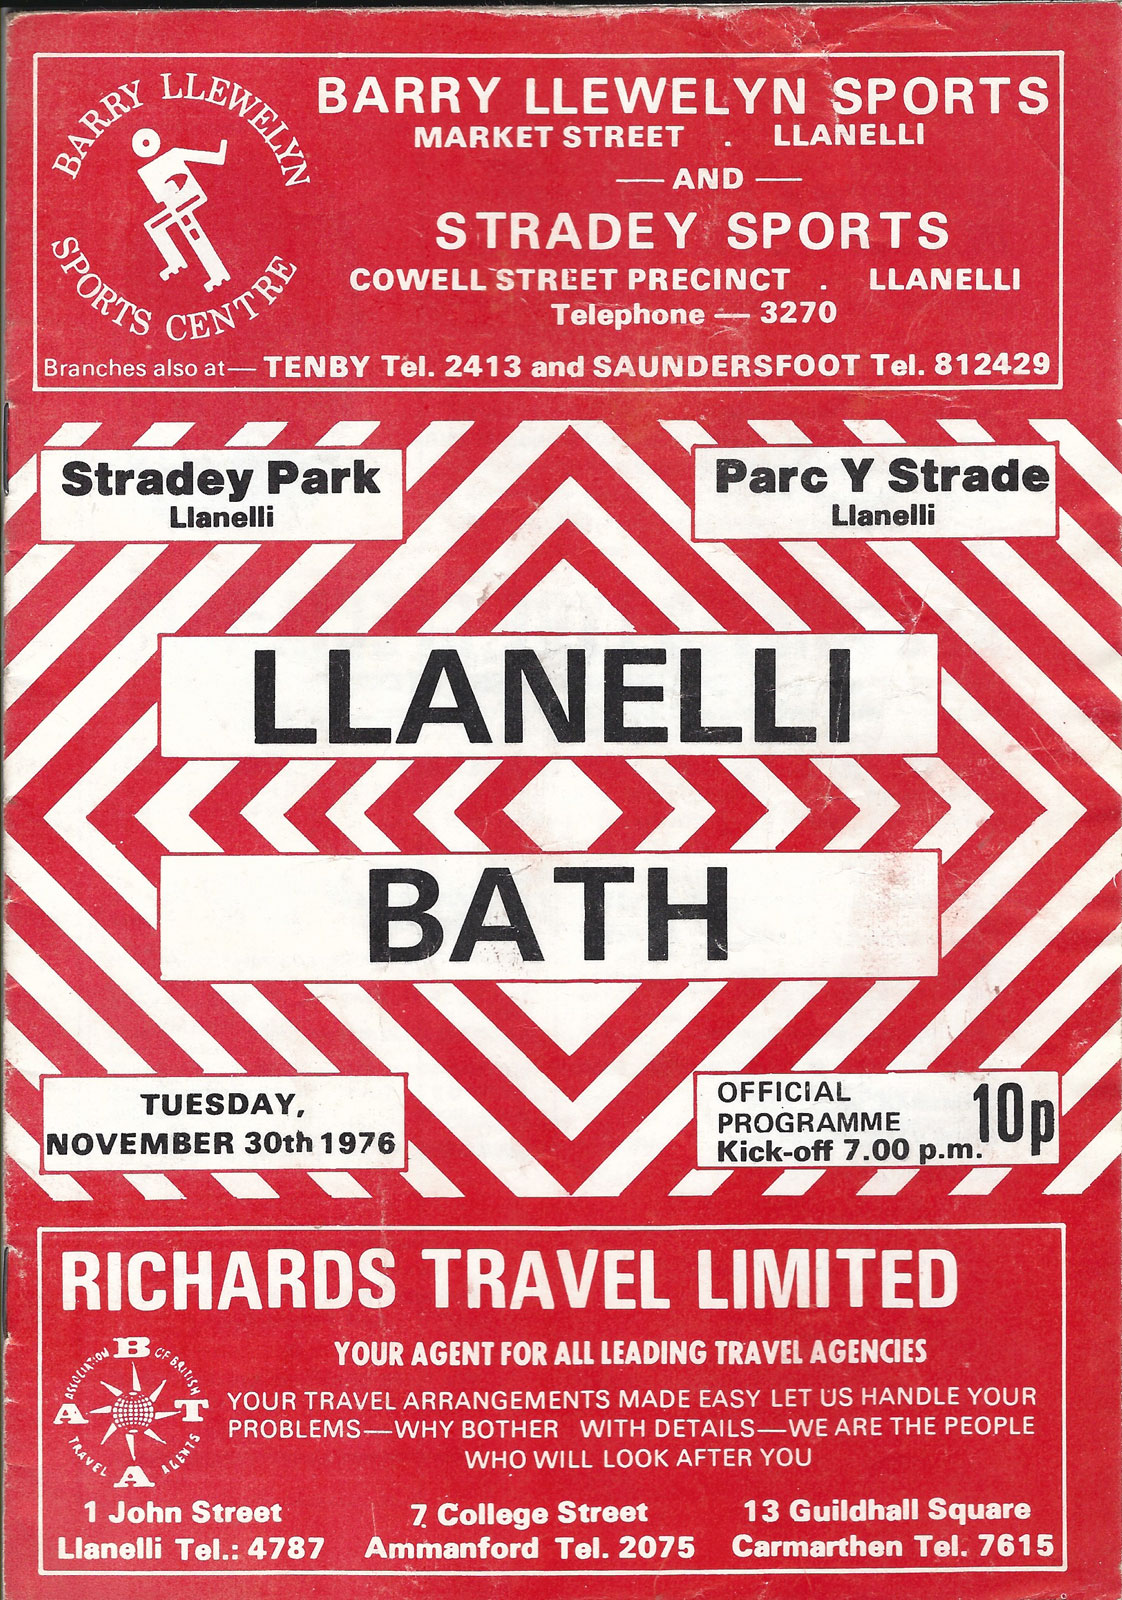 BARRY LLEWELYN
SPORTS CENTRE
BARRY LLEWELYN SPORTS
MARKET STREET . LLANELLI
— AND —
STRADEY SPORTS
COWELL STREET PRECINCT . LLANELLI
Telephone — 3270
Branches also at— TENBY Tel. 2413 and SAUNDERSFOOT Tel. 812429
Stradey Park
Llanelli
Parc Y Strade
Llanelli
LLANELLI
BATH
TUESDAY,
NOVEMBER 30th 1976
OFFICIAL
PROGRAMME
Kick-off 7.00 p.m.
10p
RICHARDS TRAVEL LIMITED
YOUR AGENT FOR ALL LEADING TRAVEL AGENCIES
ASSOCIATION OF BRITISH
TRAVEL AGENTS
B
A T
A
YOUR TRAVEL ARRANGEMENTS MADE EASY LET US HANDLE YOUR
PROBLEMS—WHY BOTHER WITH DETAILS—WE ARE THE PEOPLE
WHO WILL LOOK AFTER YOU
1 John Street
Llanelli Tel.: 4787
7 College Street
Ammanford Tel. 2075
13 Guildhall Square
Carmarthen Tel. 7615